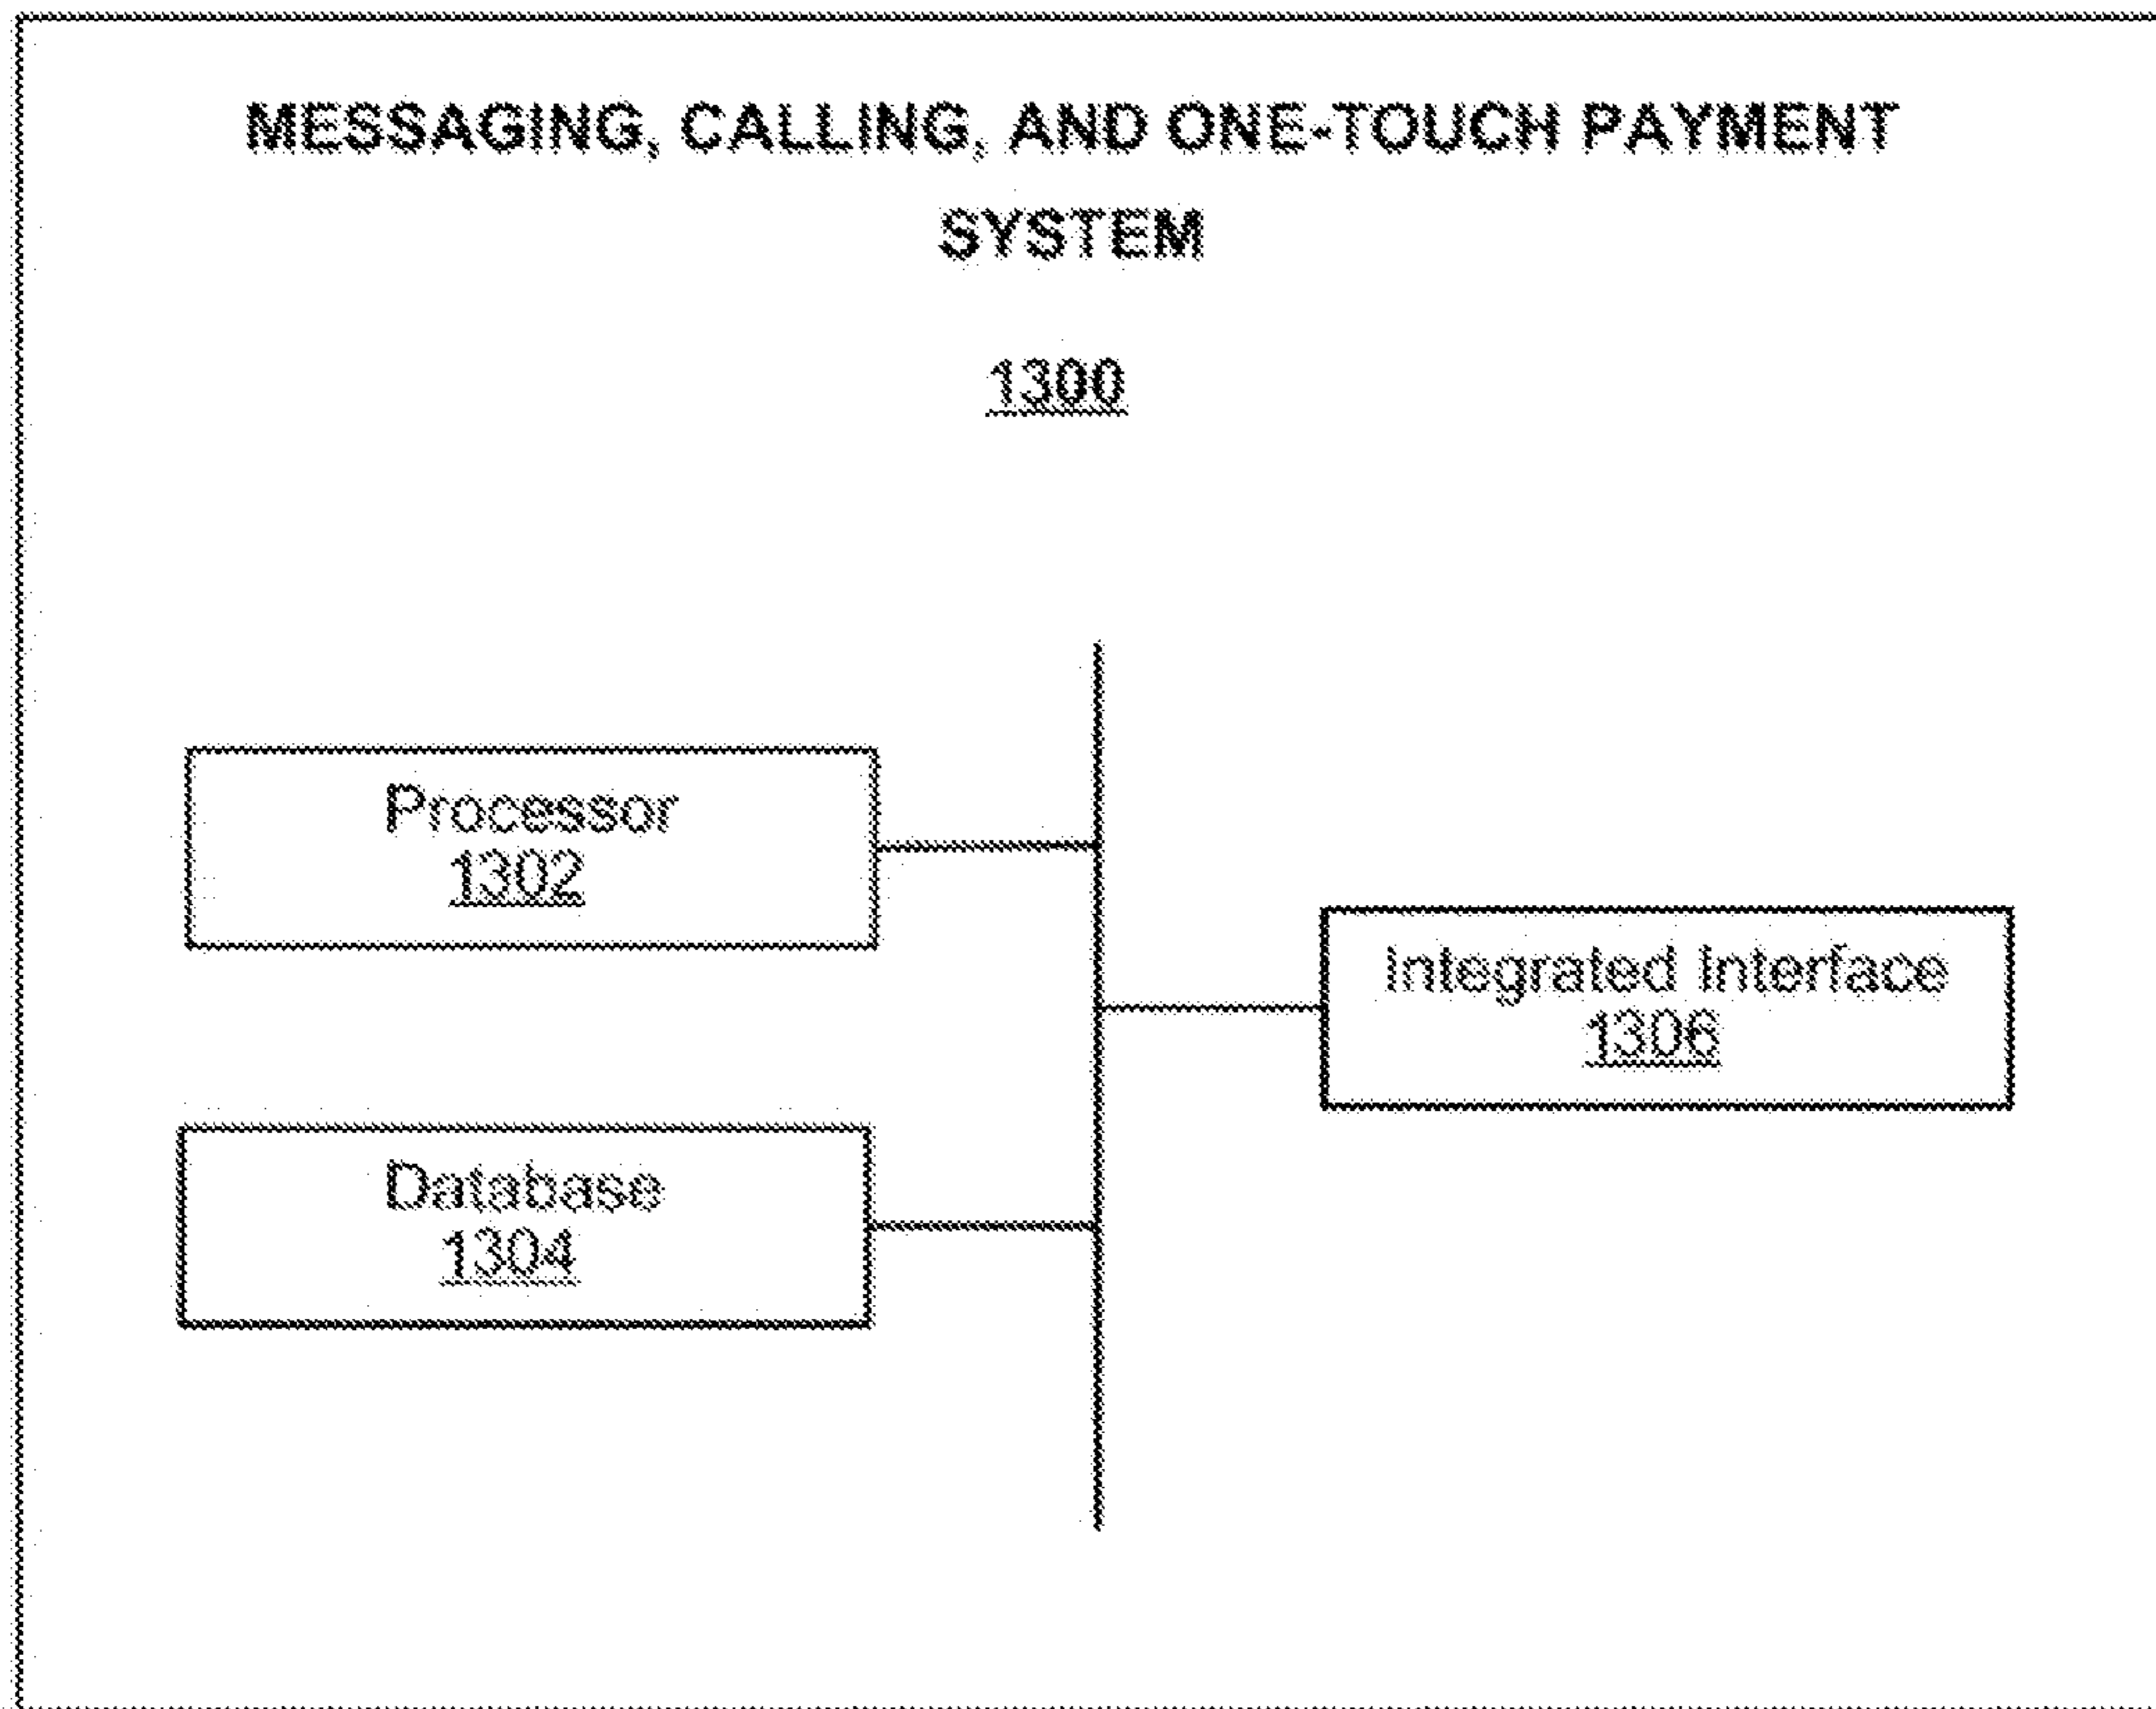 MESSAGING, CALLING, AND ONE-TOUCH PAYMENT
SYSTEM
1300
Processor
1302
Integrated Interface
1306
Database
1304